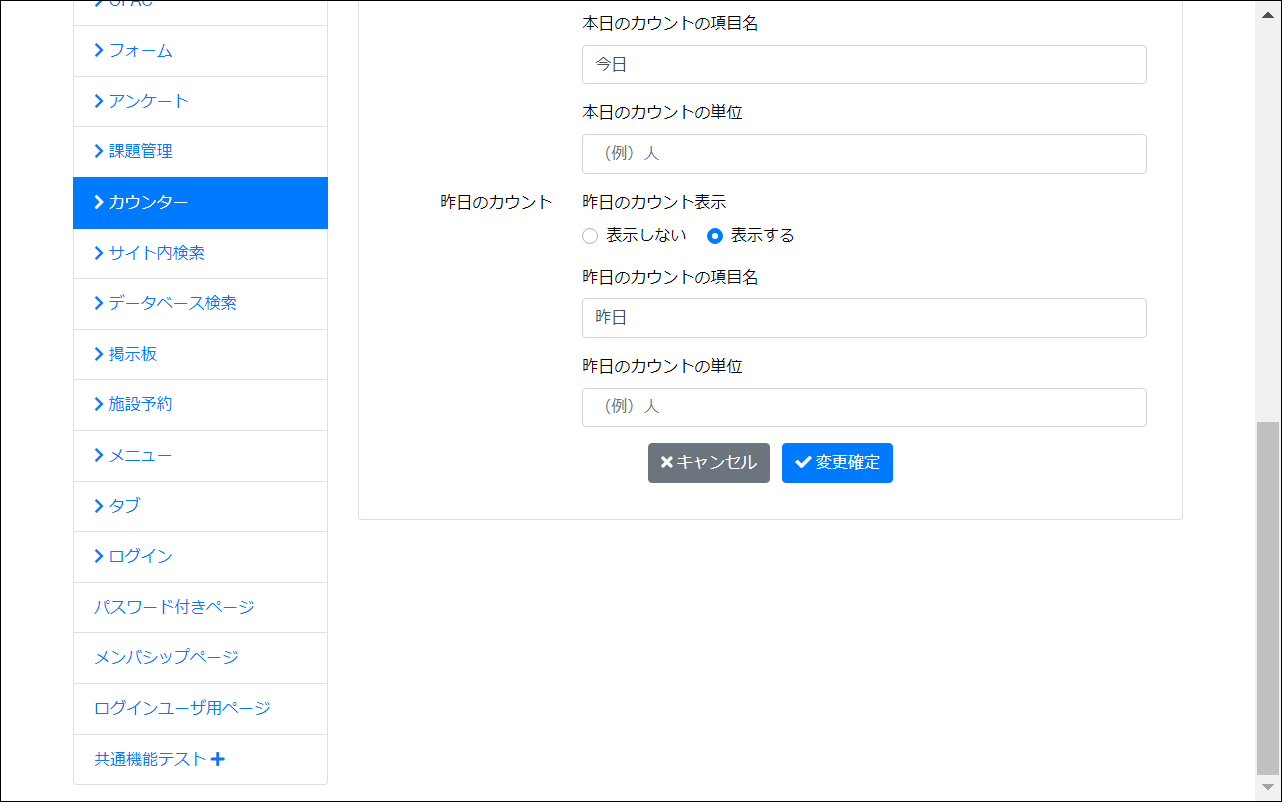 OPAC
フォーム
アンケート
課題管理
カウンター
サイト内検索
データベース検索
掲示板
施設予約
メニュー
タブ
ログイン
パスワード付きページ
メンバシップページ
ログインユーザ用ページ
共通機能テスト
本日のカウントの項目名
今日
本日のカウントの単位
（例）人
昨日のカウント
昨日のカウント表示
表示しない 表示する
昨日のカウントの項目名
昨日
昨日のカウントの単位
（例）人
キャンセル 変更確定